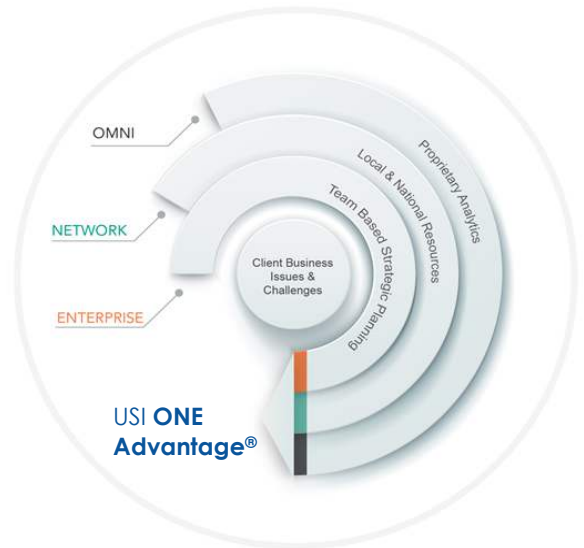 OMNI
NETWORK
ENTERPRISE
Proprietary Analytics
Local & National Resources
Team Based Strategic Planning
Client Business
Issues &
Challenges
USI ONE
Advantage®